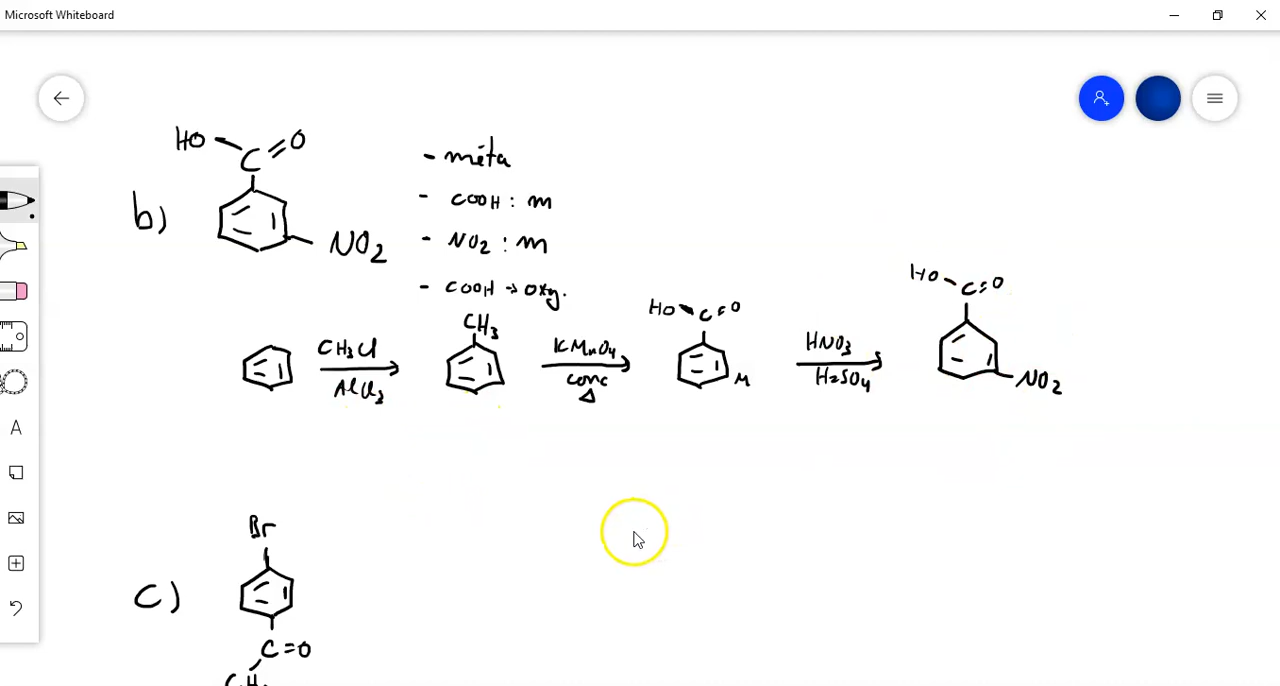 Microsoft Whiteboard
HO
C
O
b)
NO2
- méta
- COOH : m
- NO2 : m
- COOH → oxy.
CH3Cl
AlCl3
CH3
KMnO4
conc
Δ
HO
C
O
M
HNO3
H2SO4
HO
C
O
NO2
c)
Br
C=O
A